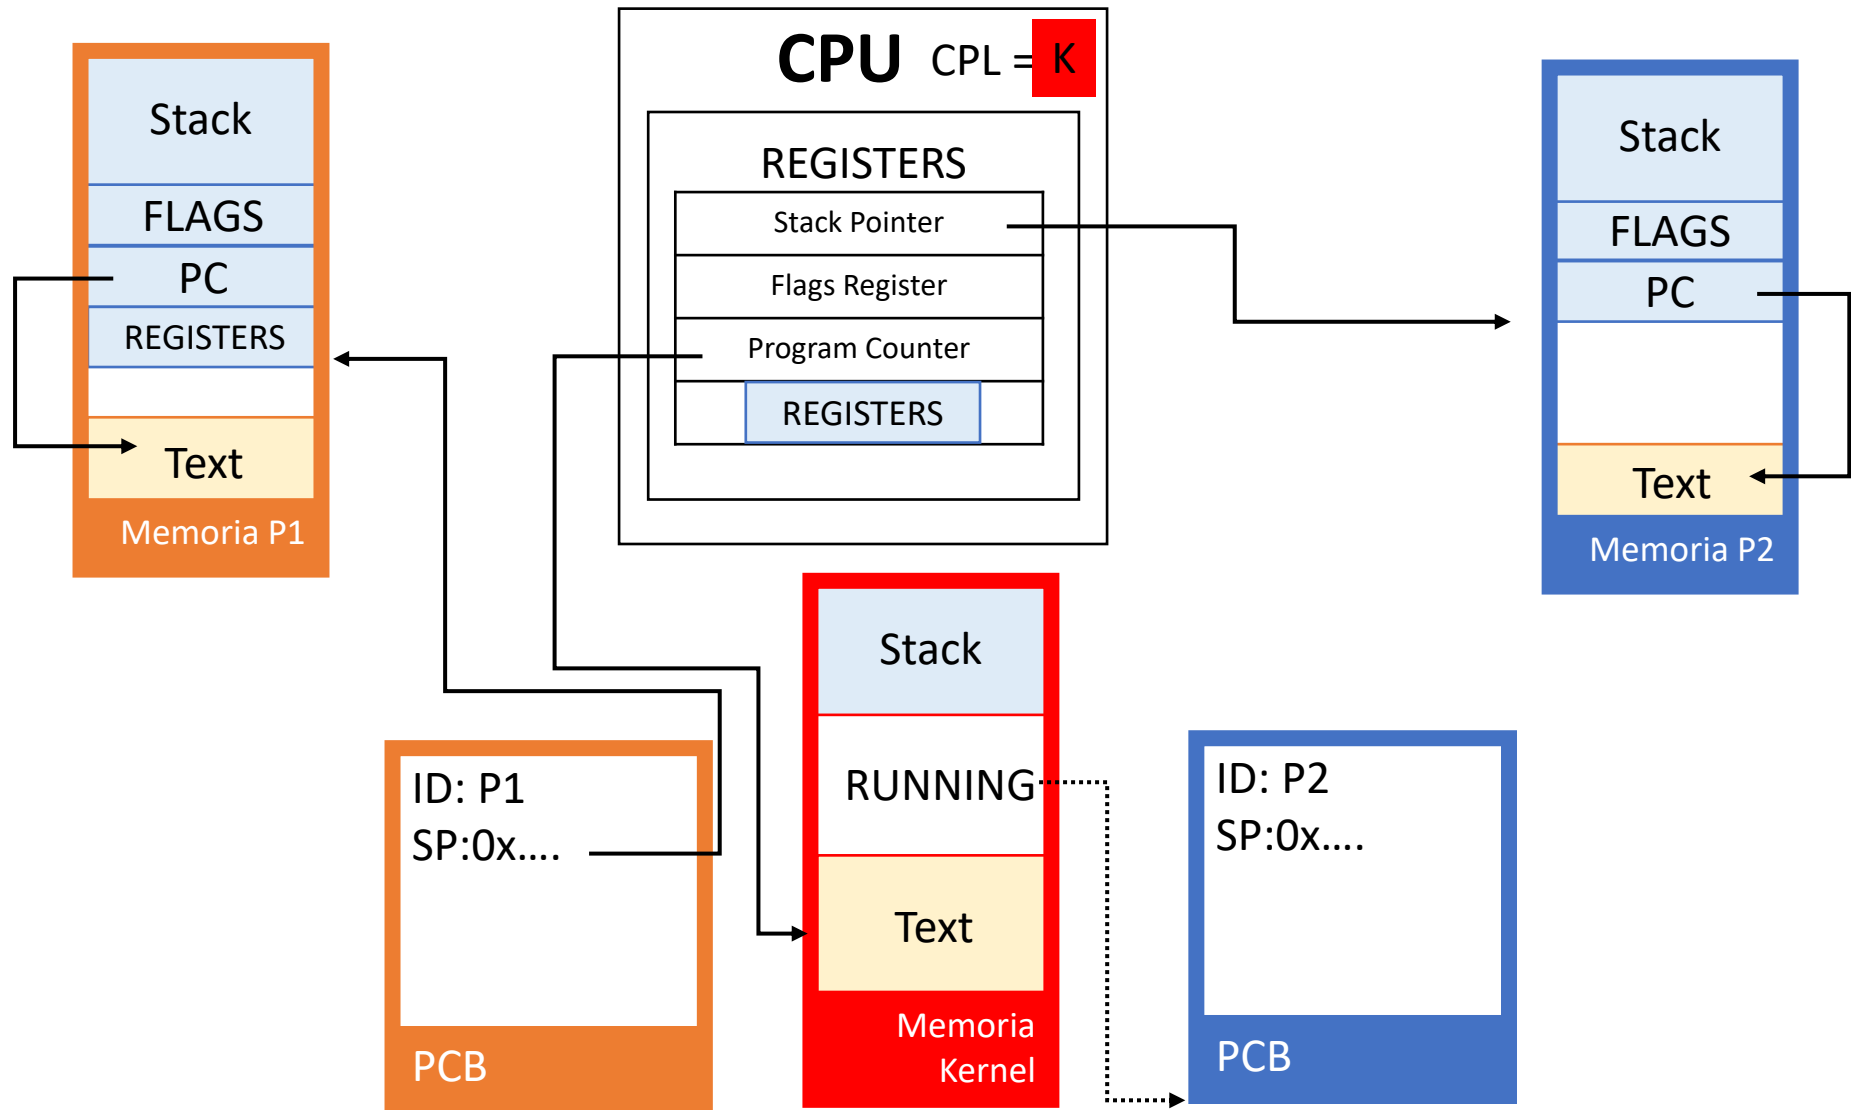 CPU CPL = K
REGISTERS
Stack Pointer
Flags Register
Program Counter
REGISTERS
Stack
FLAGS
PC
REGISTERS
Text
Memoria P1
Stack
FLAGS
PC
Text
Memoria P2
ID: P1
SP:0x....
PCB
Stack
RUNNING
Text
Memoria
Kernel
ID: P2
SP:0x....
PCB